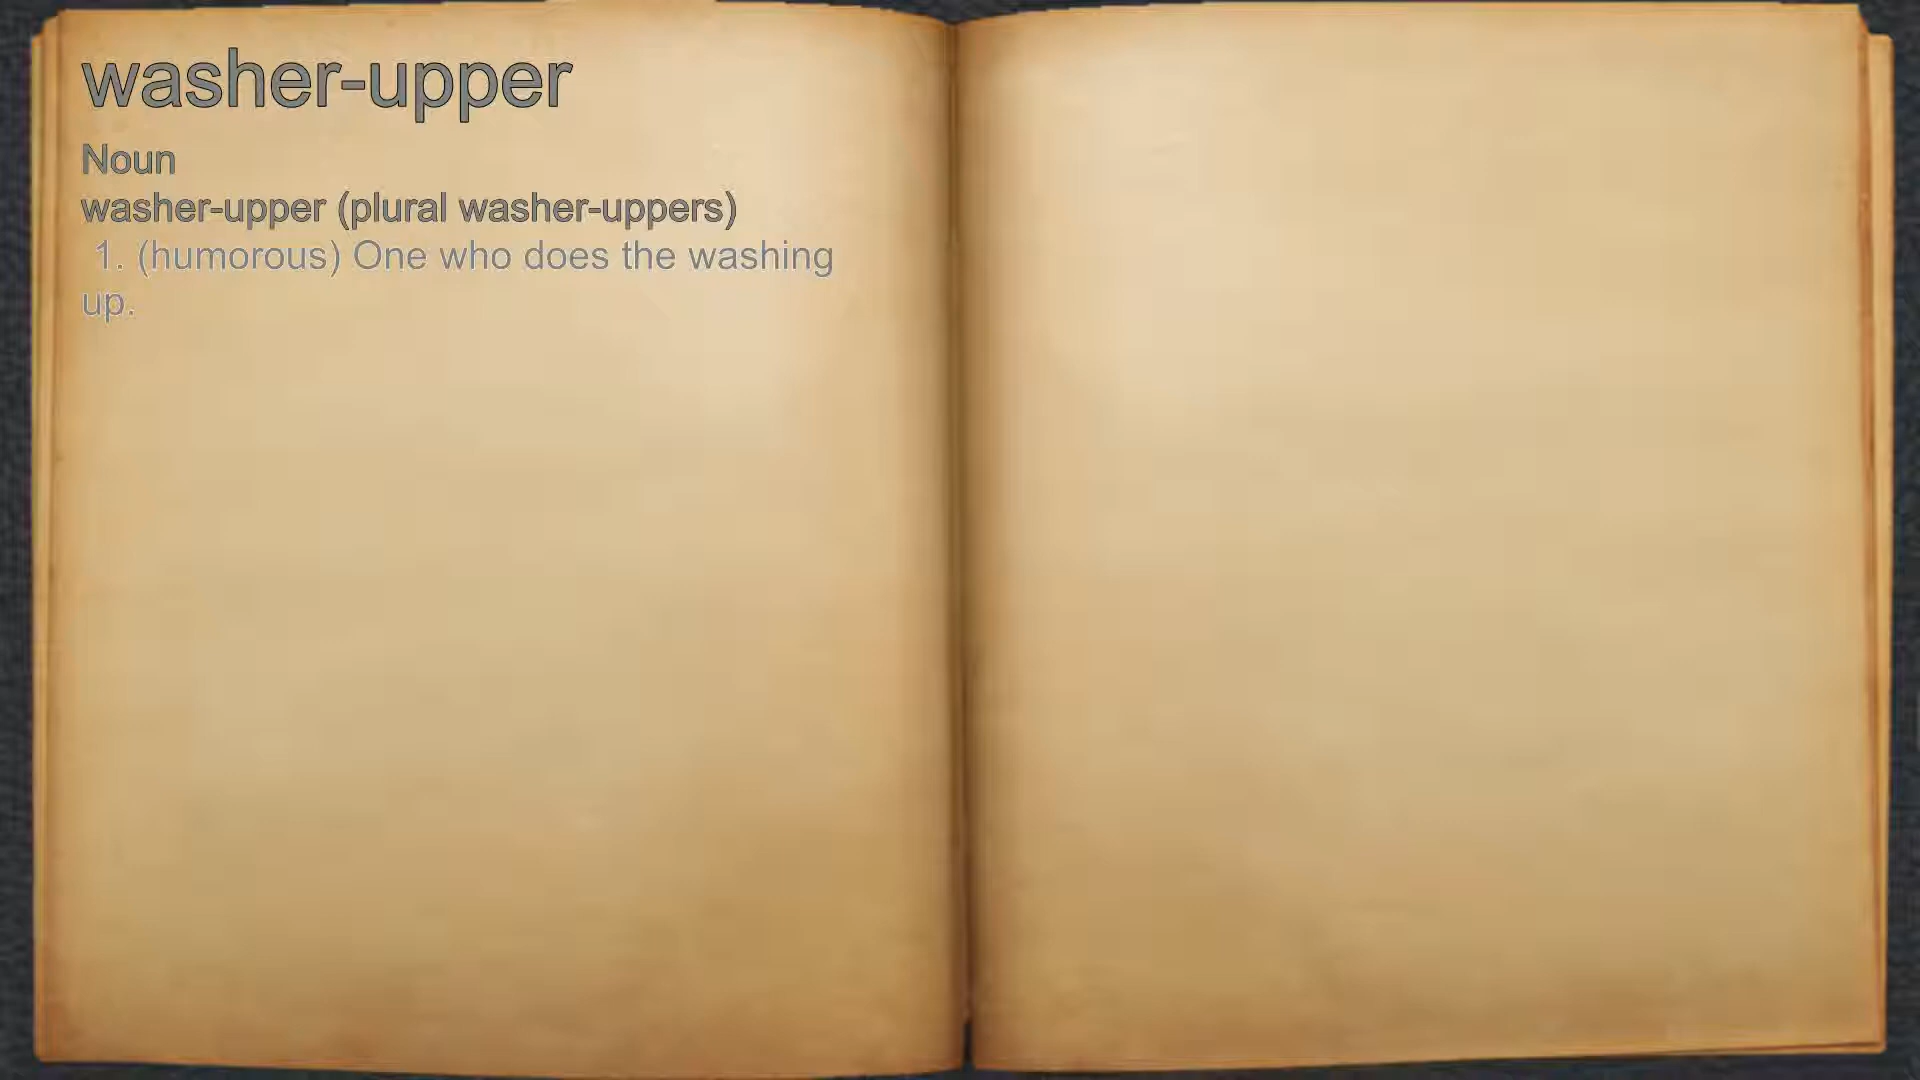 washer-upper
Noun
washer-upper (plural washer-uppers)
1. (humorous) One who does the washing
up.